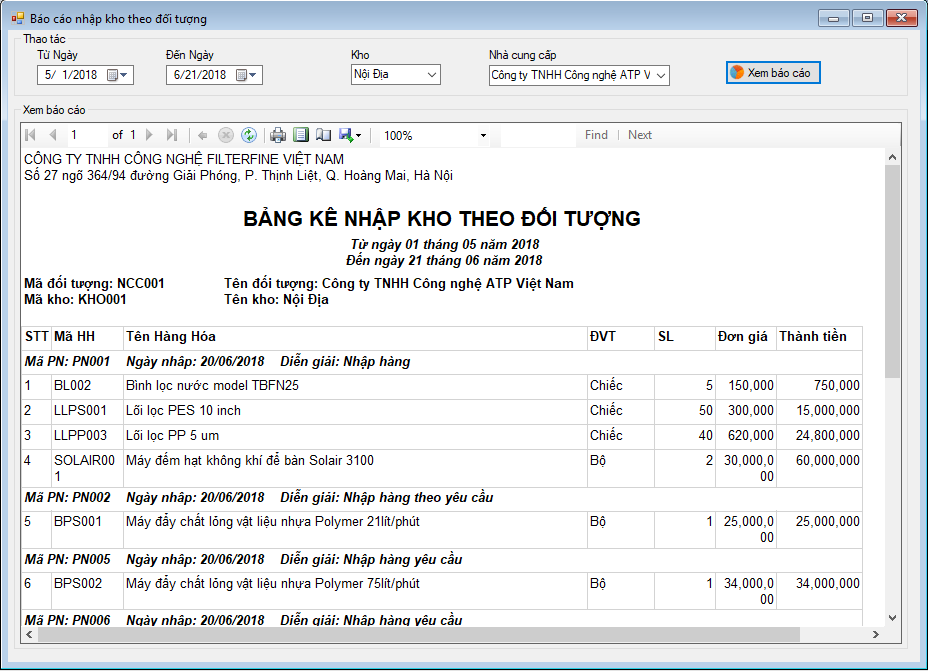 Báo cáo nhập kho theo đối tượng
Thao tác
Từ Ngày Đến Ngày Kho Nhà cung cấp
5/ 1/2018 6/21/2018 Nội Địa Công ty TNHH Công nghệ ATP V Xem báo cáo
Xem báo cáo
1 of 1 100% Find | Next
CÔNG TY TNHH CÔNG NGHỆ FILTERFINE VIỆT NAM
Số 27 ngõ 364/94 đường Giải Phóng, P. Thịnh Liệt, Q. Hoàng Mai, Hà Nội
BẢNG KÊ NHẬP KHO THEO ĐỐI TƯỢNG
Từ ngày 01 tháng 05 năm 2018
Đến ngày 21 tháng 06 năm 2018
Mã đối tượng: NCC001 Tên đối tượng: Công ty TNHH Công nghệ ATP Việt Nam
Mã kho: KHO001 Tên kho: Nội Địa
STT Mã HH Tên Hàng Hóa ĐVT SL Đơn giá Thành tiền
Mã PN: PN001 Ngày nhâp: 20/06/2018 Diễn giải: Nhập hàng
1 BL002 Bình lọc nước model TBFN25 Chiếc 5 150,000 750,000
2 LLPS001 Lõi lọc PES 10 inch Chiếc 50 300,000 15,000,000
3 LLPP003 Lõi lọc PP 5 um Chiếc 40 620,000 24,800,000
4 SOLAIR00 Máy đếm hạt không khí để bàn Solair 3100 Bộ 2 30,000,0 60,000,000
1 00
Mã PN: PN002 Ngày nhâp: 20/06/2018 Diễn giải: Nhập hàng theo yêu cầu
5 BPS001 Máy đẩy chất lỏng vật liệu nhựa Polymer 21lít/phút Bộ 1 25,000,0 25,000,000
00
Mã PN: PN005 Ngày nhâp: 20/06/2018 Diễn giải: Nhập hàng yêu cầu
6 BPS002 Máy đẩy chất lỏng vật liệu nhựa Polymer 75lít/phút Bộ 1 34,000,0 34,000,000
00
Mã PN: PN006 Ngày nhâp: 20/06/2018 Diễn giải: Nhập hàng yêu cầu